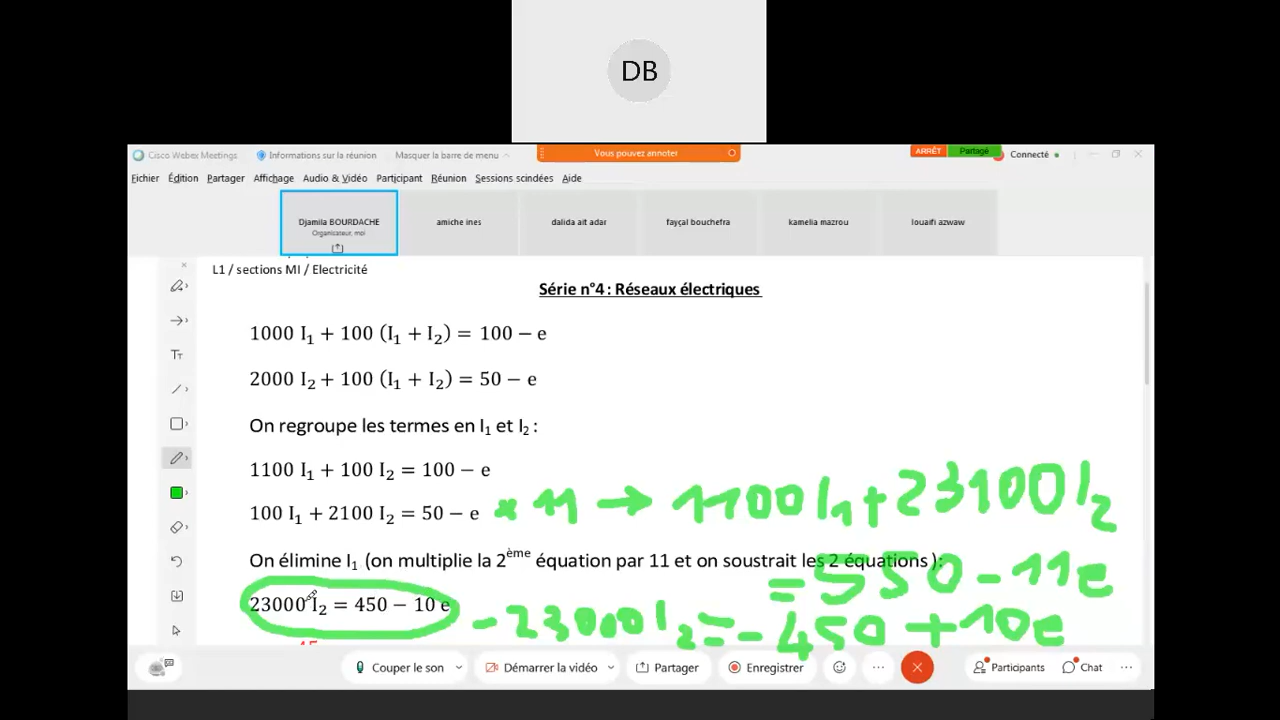 DB
Cisco Webex Meetings Informations sur la réunion Masquer la barre de menu Vous pouvez annoter ARRÊT Partagé Connecté
Fichier Édition Partager Affichage Audio & Vidéo Participant Réunion Sessions scindées Aide
Djamila BOURDACHE amiche ines dalida ait adar fayçal bouchefra kamelia mazrou louaifi azwaw
Organisateur, moi
L1 / sections MI / Electricité
Série n°4 : Réseaux électriques
1000 I₁ + 100 (I₁ + I₂) = 100 − e
2000 I₂ + 100 (I₁ + I₂) = 50 − e
On regroupe les termes en I₁ et I₂ :
1100 I₁ + 100 I₂ = 100 − e
100 I₁ + 2100 I₂ = 50 − e × 11 → 1100 I₁ + 23100 I₂
On élimine I₁ (on multiplie la 2ème équation par 11 et on soustrait les 2 équations ):
= 550 − 11e
23000 I₂ = 450 − 10 e − 23000 I₂ = − 450 + 10e
Tт
Couper le son Démarrer la vidéo Partager Enregistrer Participants Chat